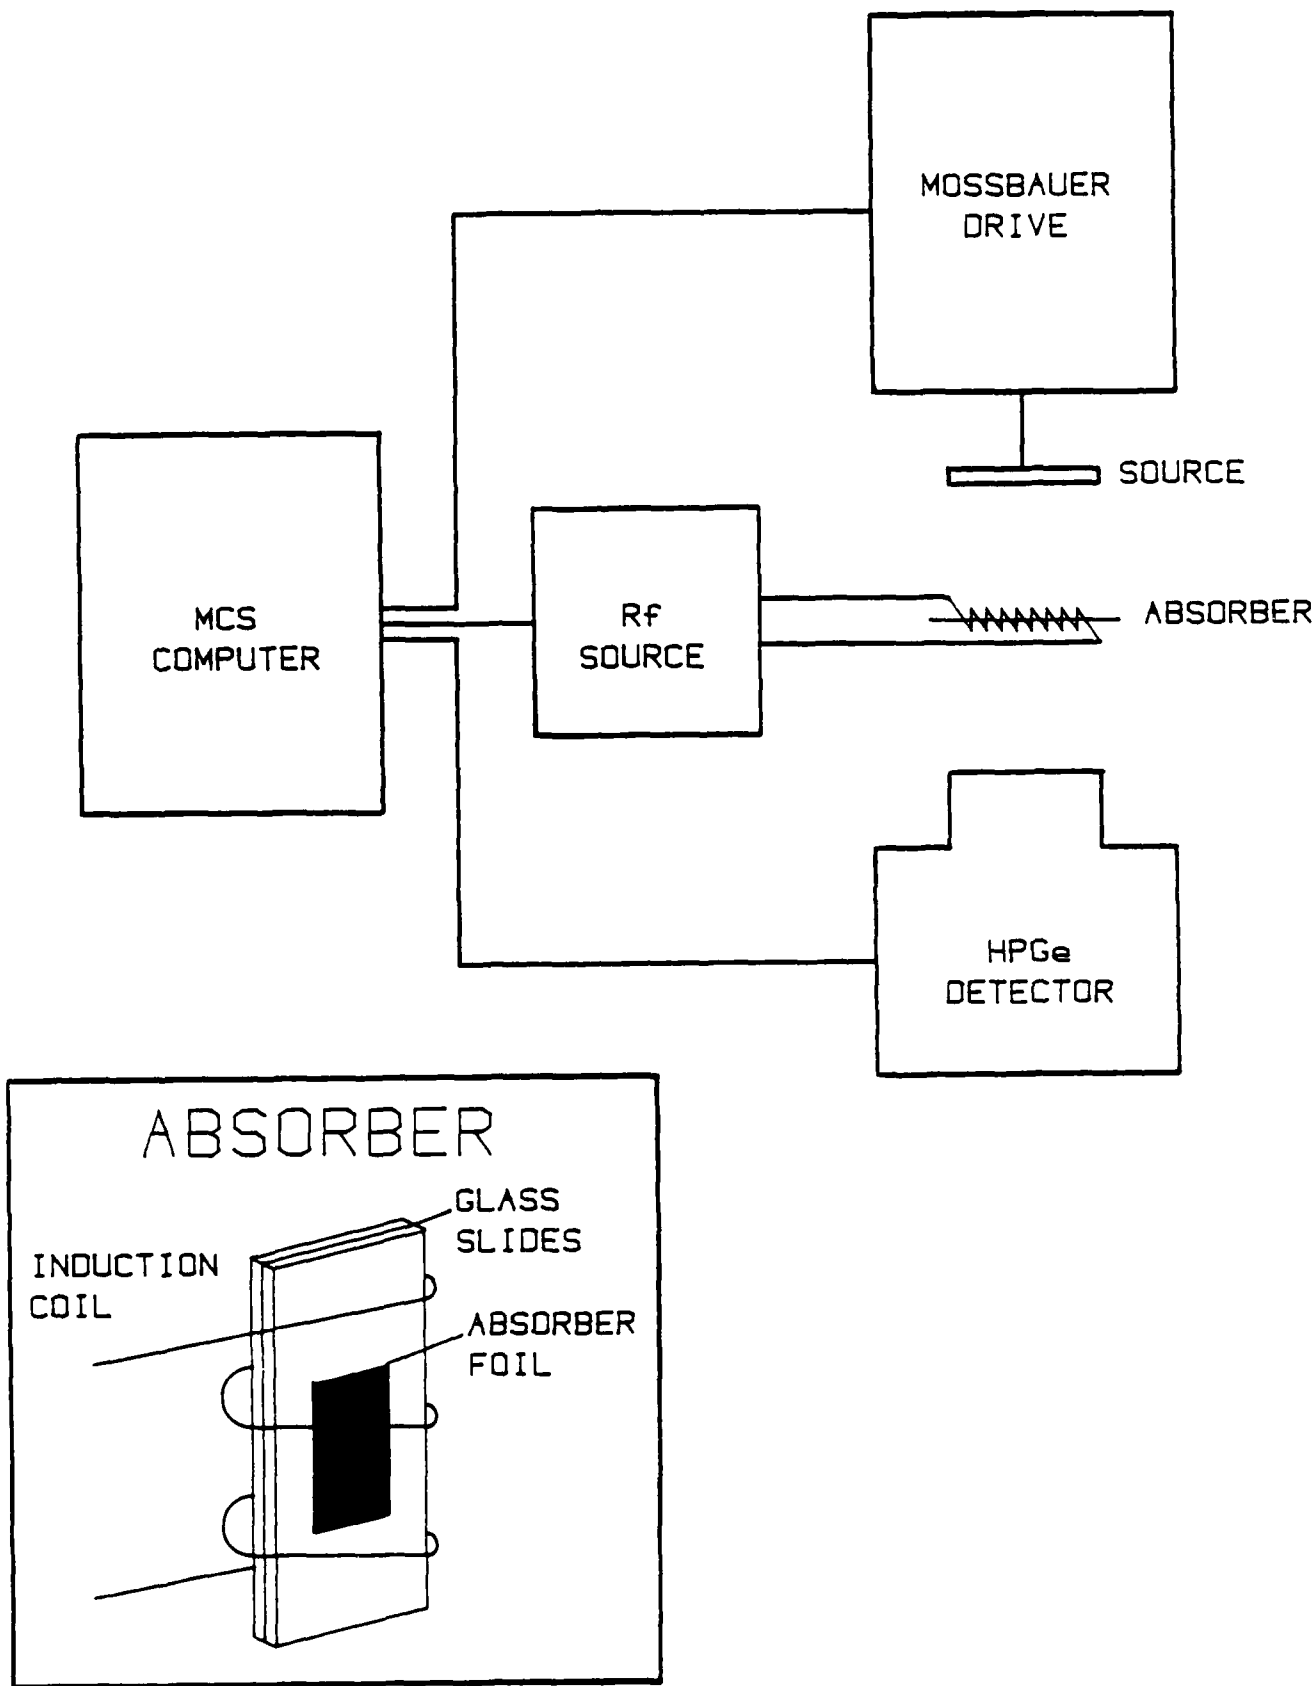 MOSSBAUER
DRIVE
SOURCE
MCS
COMPUTER
Rf
SOURCE
ABSORBER
HPGe
DETECTOR
ABSORBER
GLASS
SLIDES
INDUCTION
COIL
ABSORBER
FOIL